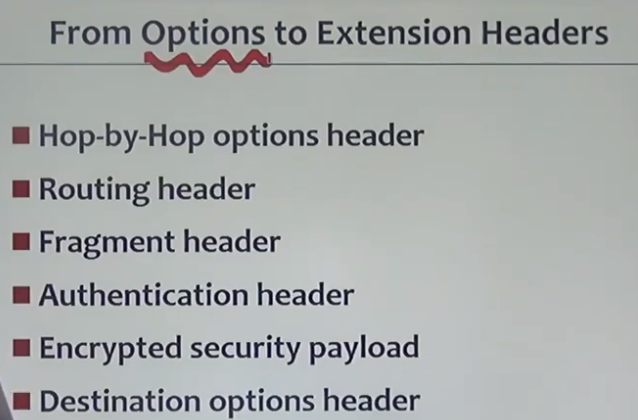 From Options to Extension Headers
Hop-by-Hop options header
Routing header
Fragment header
Authentication header
Encrypted security payload
Destination options header